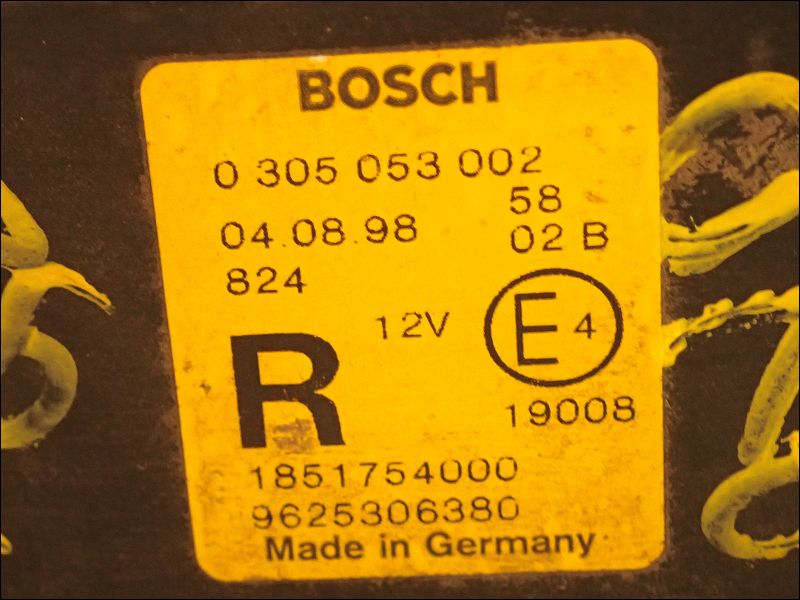 BOSCH
0 305 053 002
58
04.08.98
02 B
824
12V
E 4
R
19008
1851754000
9625306380
Made in Germany